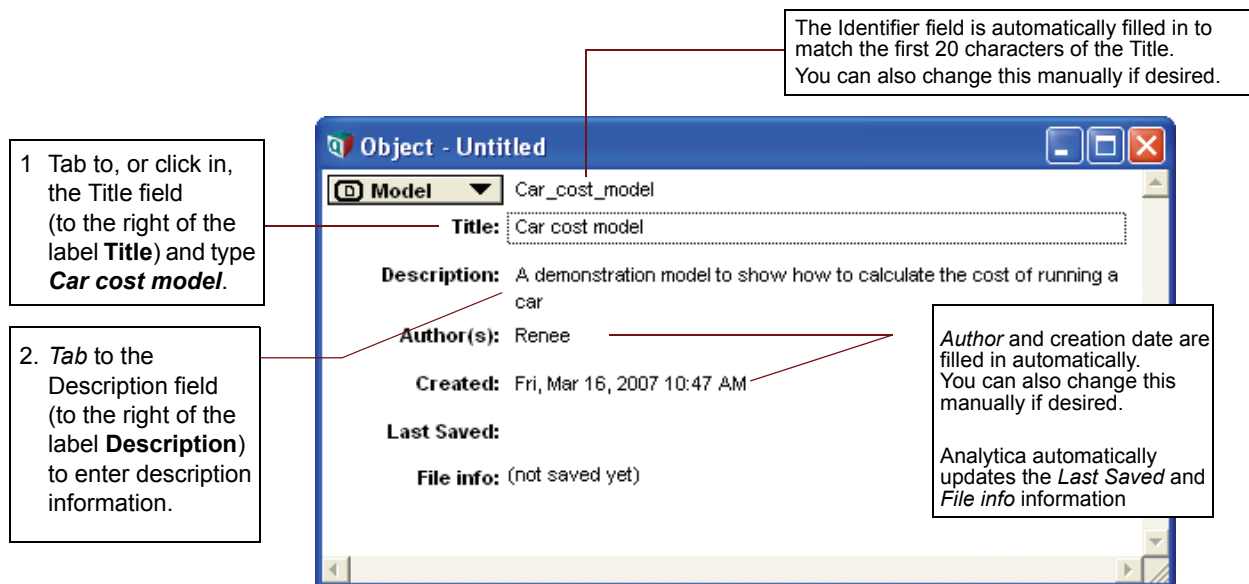 The Identifier field is automatically filled in to
match the first 20 characters of the Title.
You can also change this manually if desired.
1 Tab to, or click in,
the Title field
(to the right of the
label Title) and type
Car cost model.
2. Tab to the
Description field
(to the right of the
label Description)
to enter description
information.
Object - Untitled
Model Car_cost_model
Title: Car cost model
Description: A demonstration model to show how to calculate the cost of running a
car
Author(s): Renee
Created: Fri, Mar 16, 2007 10:47 AM
Last Saved:
File info: (not saved yet)
Author and creation date are
filled in automatically.
You can also change this
manually if desired.
Analytica automatically
updates the Last Saved and
File info information